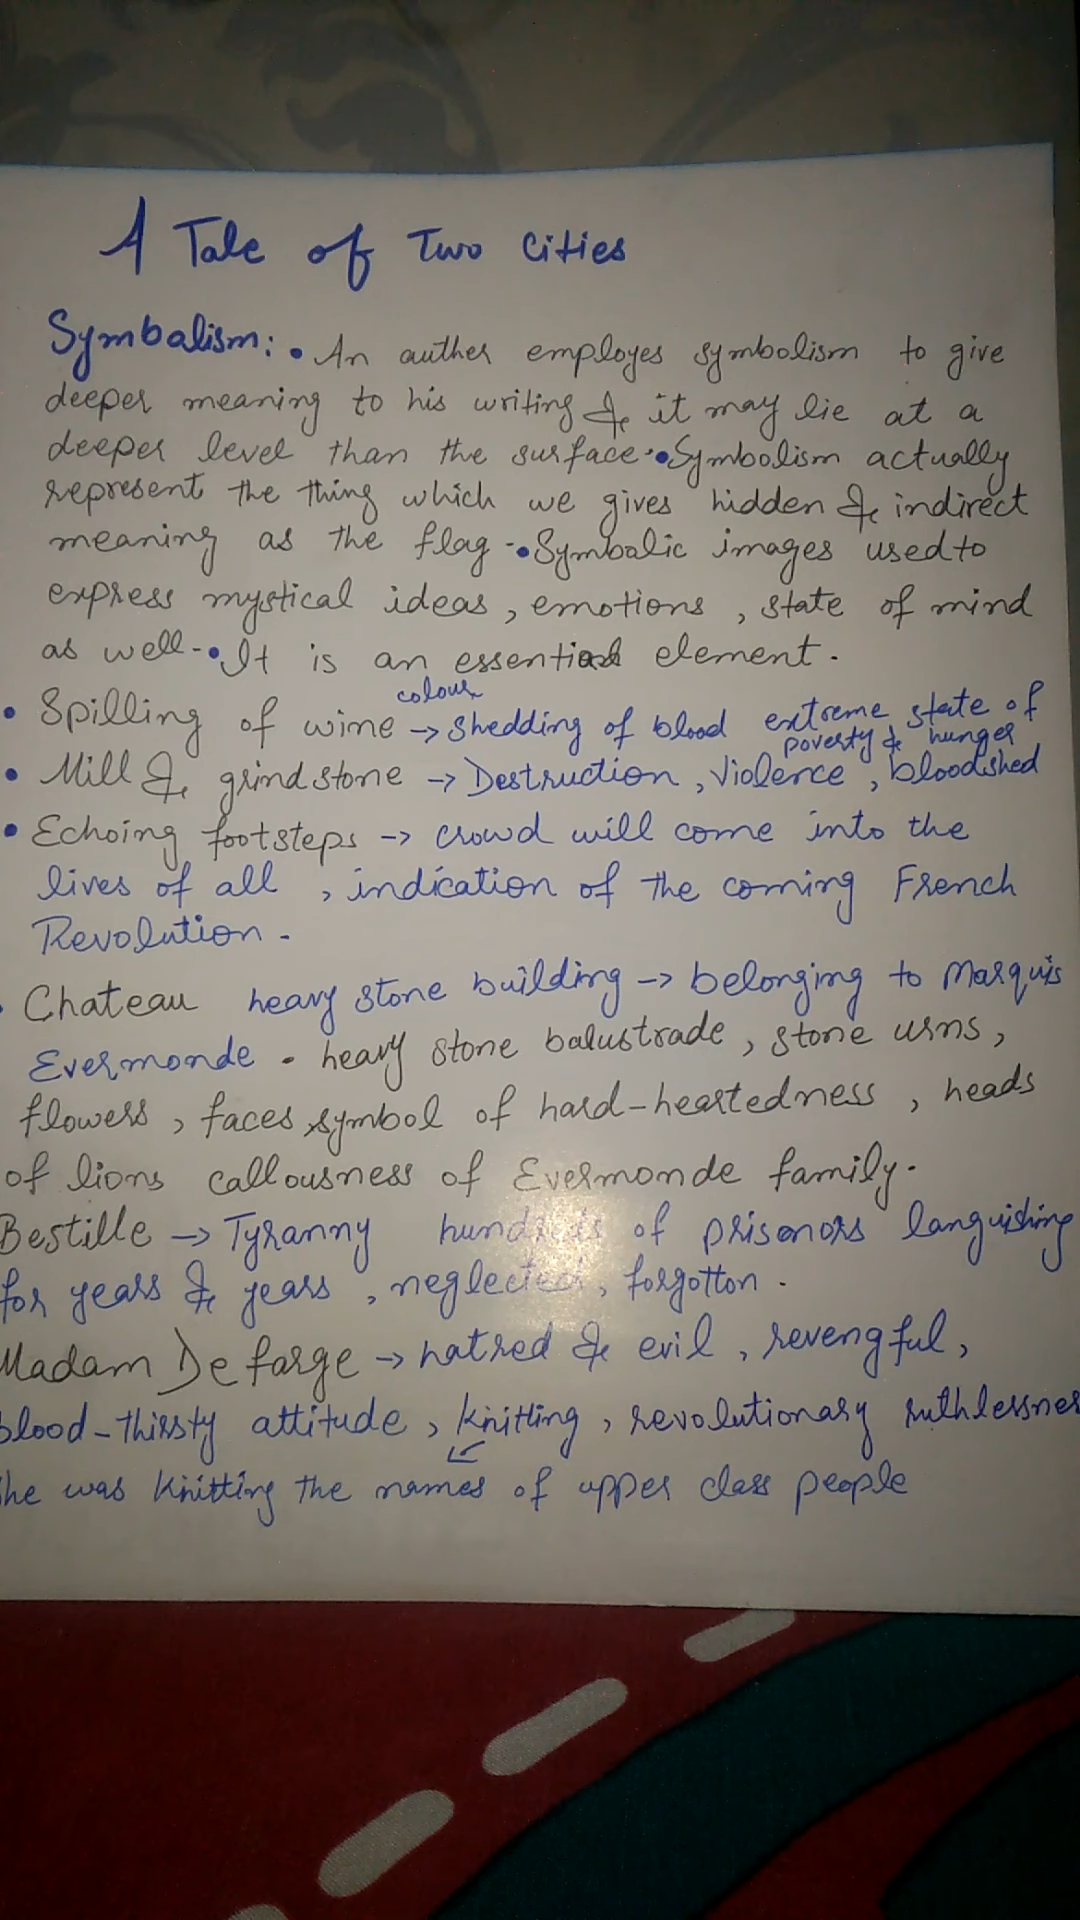 A Tale of Two Cities
Symbalism: • An auther employes symbolism to give
deeper meaning to his writing & it may lie at a
deeper level than the surface. • Symbolism actually
represent the thing which we gives hidden & indirect
meaning as the flag - • Symbalic images used to
express mystical ideas, emotions, state of mind
as well - • It is an essential element.
colour
• Spilling of wine → shedding of blood extreme state of
poverty & hunger
• Mill & grindstone → Destruction, Violence, bloodshed
• Echoing footsteps → crowd will come into the
lives of all, indication of the coming French
Revolution -
Chateau heavy stone building → belonging to Marquis
Evermonde - heavy stone balustrade, stone urns,
flowers, faces symbol of hard-heartedness, heads
of lions callousness of Evermonde family.
Bestille → Tyranny hundreds of prisonors languishing
for years & years, neglected, forgotton.
Madam Defarge → hatred & evil, revengful,
blood-thirsty attitude, Knitting, revolutionary ruthlessnes
he was Knitting the names of upper class people